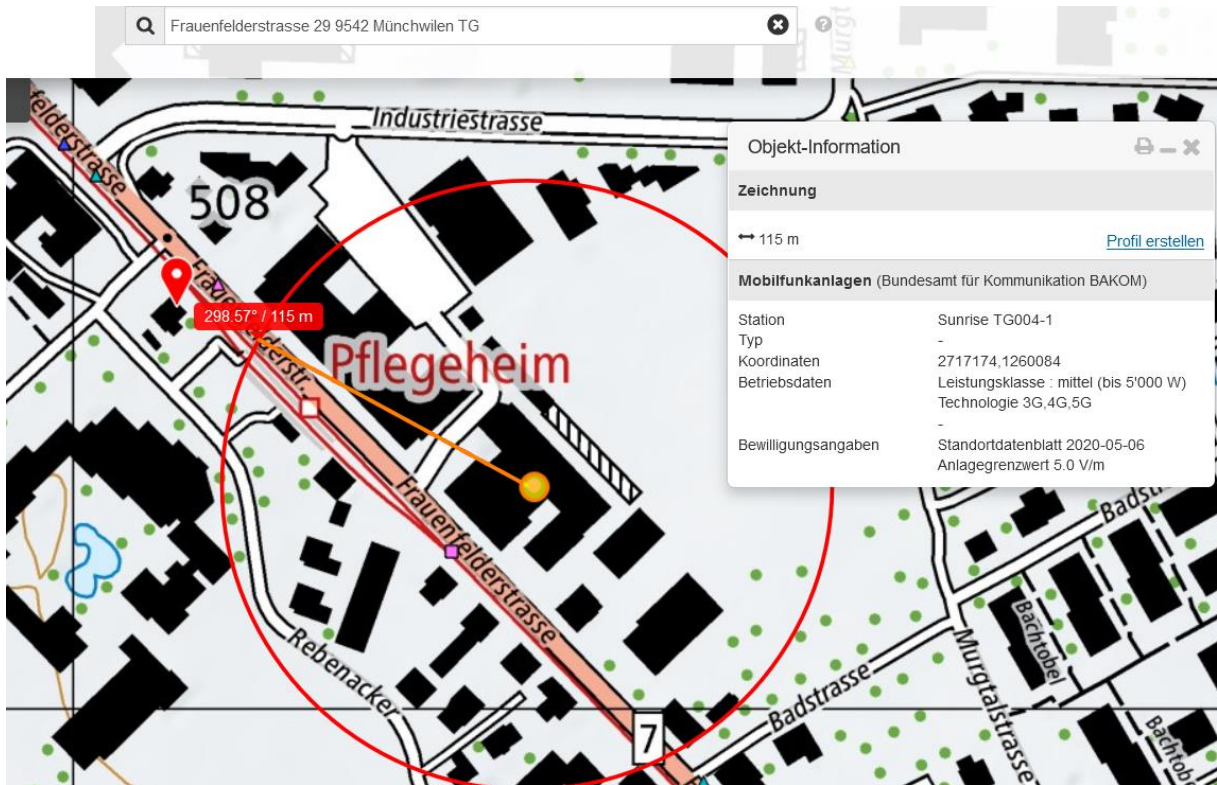 Frauenfelderstrasse 29 9542 Münchwilen TG
Murgt
felderstrasse
Industriestrasse
508
Objekt-Information
Zeichnung
115 m
Profil erstellen
Mobilfunkanlagen (Bundesamt für Kommunikation BAKOM)
Station Sunrise TG004-1
Typ -
Koordinaten 2717174,1260084
Betriebsdaten Leistungsklasse : mittel (bis 5'000 W)
Technologie 3G,4G,5G
-
Bewilligungsangaben Standortdatenblatt 2020-05-06
Anlagegrenzwert 5.0 V/m
298.57° / 115 m
Pflegeheim
Frauenfelderstrasse
Rebenacker
Badstrasse
7
Murgtalstrasse
Bachtobel
Bachtobel